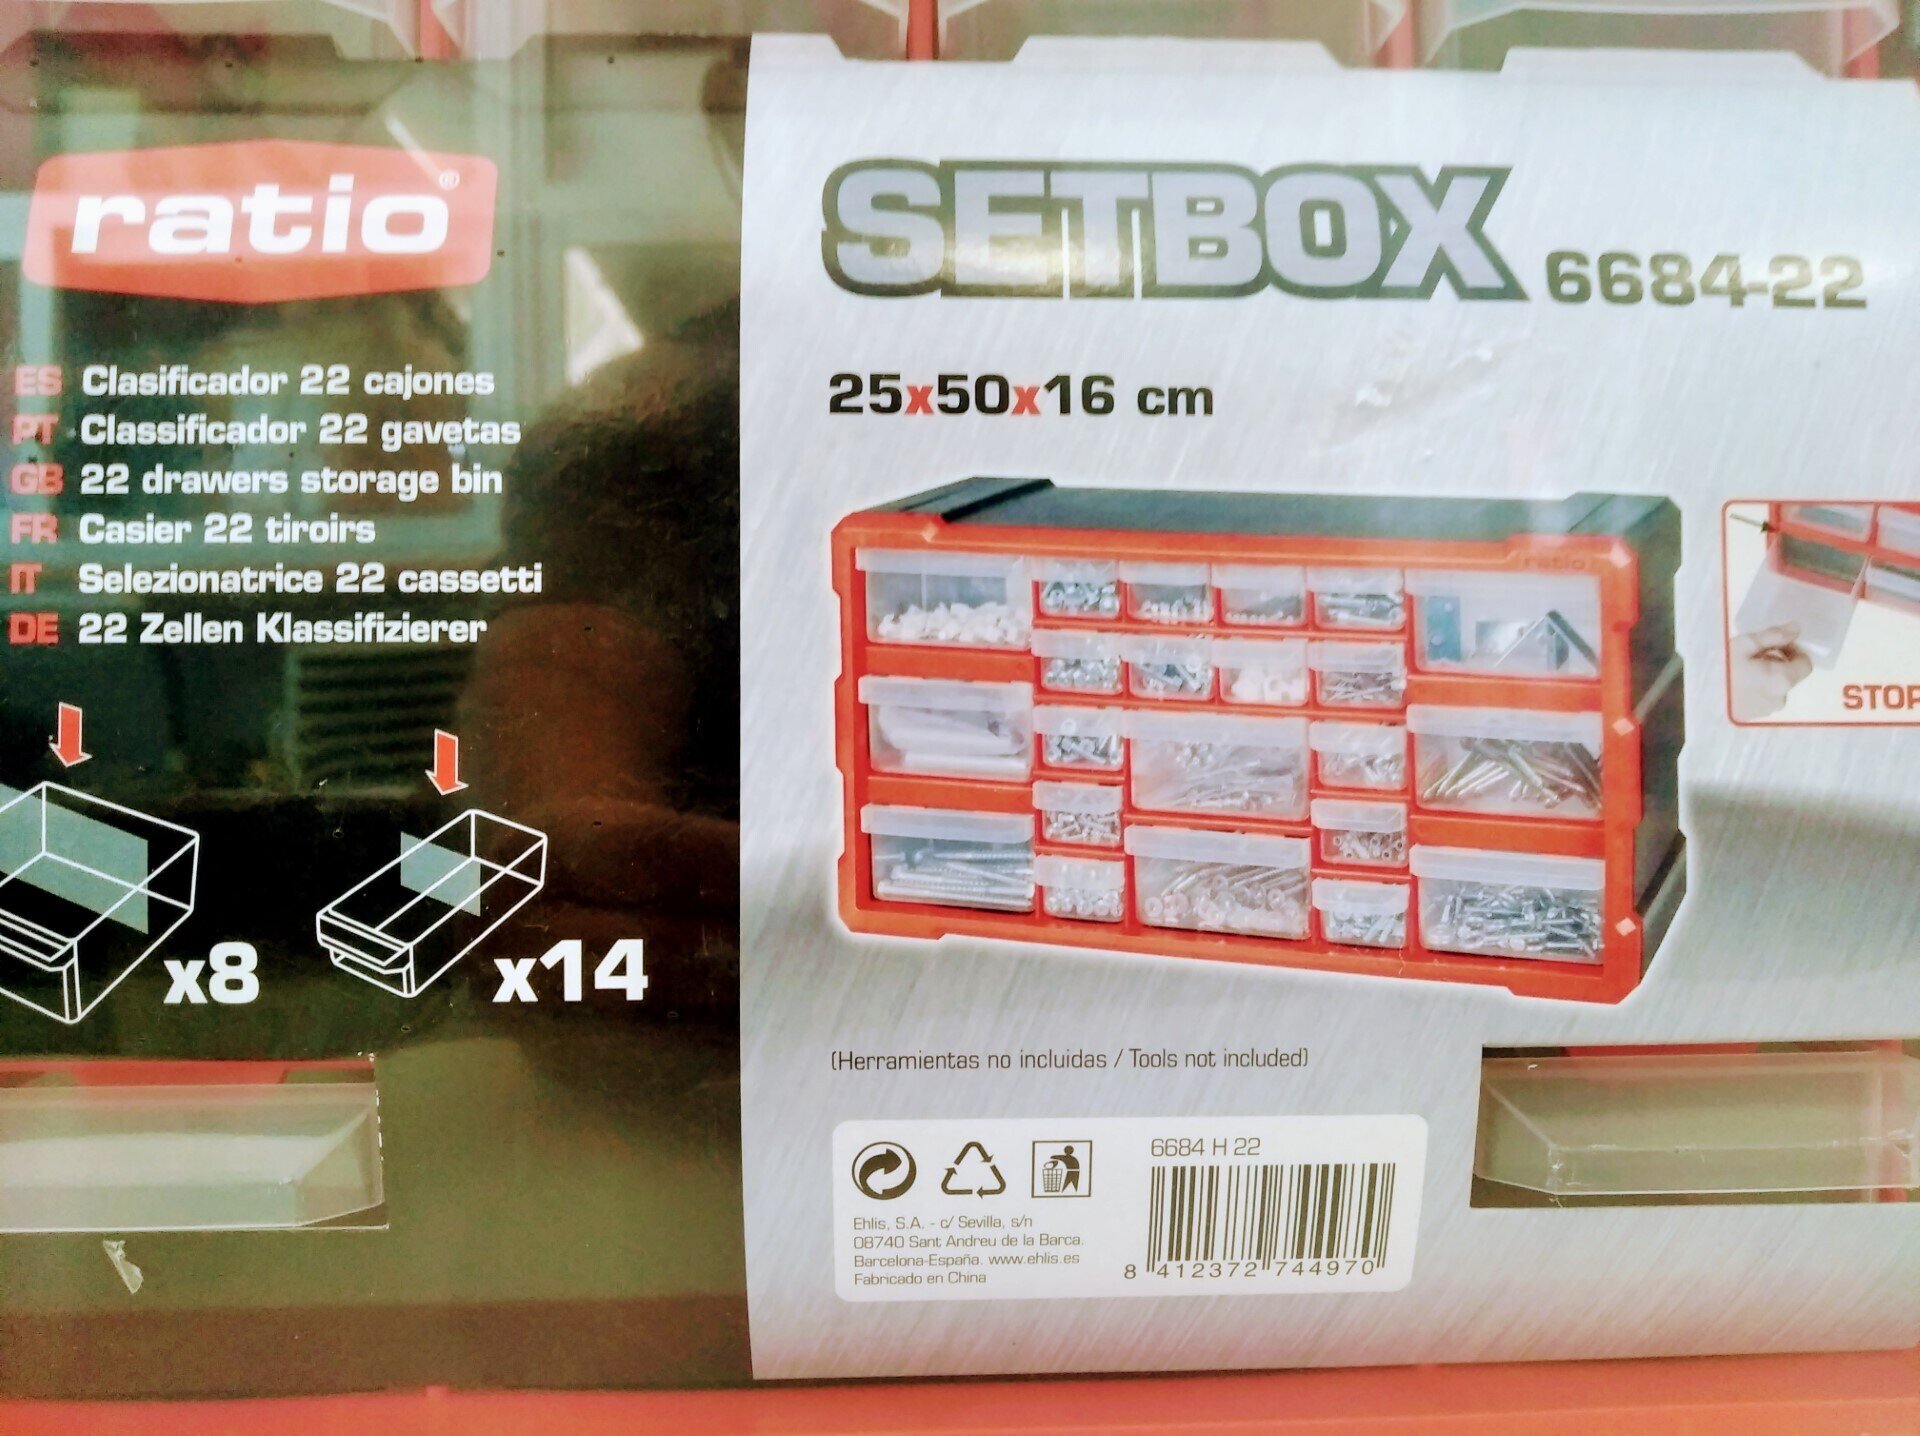 ratio®
ES Clasificador 22 cajones
PT Classificador 22 gavetas
GB 22 drawers storage bin
FR Casier 22 tiroirs
IT Selezionatrice 22 cassetti
DE 22 Zellen Klassifizierer
x8
x14
SETBOX 6684-22
25x50x16 cm
ratio
STOP
(Herramientas no incluidas / Tools not included)
6684 H 22
Ehlis, S.A. - c/ Sevilla, s/n
08740 Sant Andreu de la Barca.
Barcelona-España. www.ehlis.es
Fabricado en China
8 412372 744970